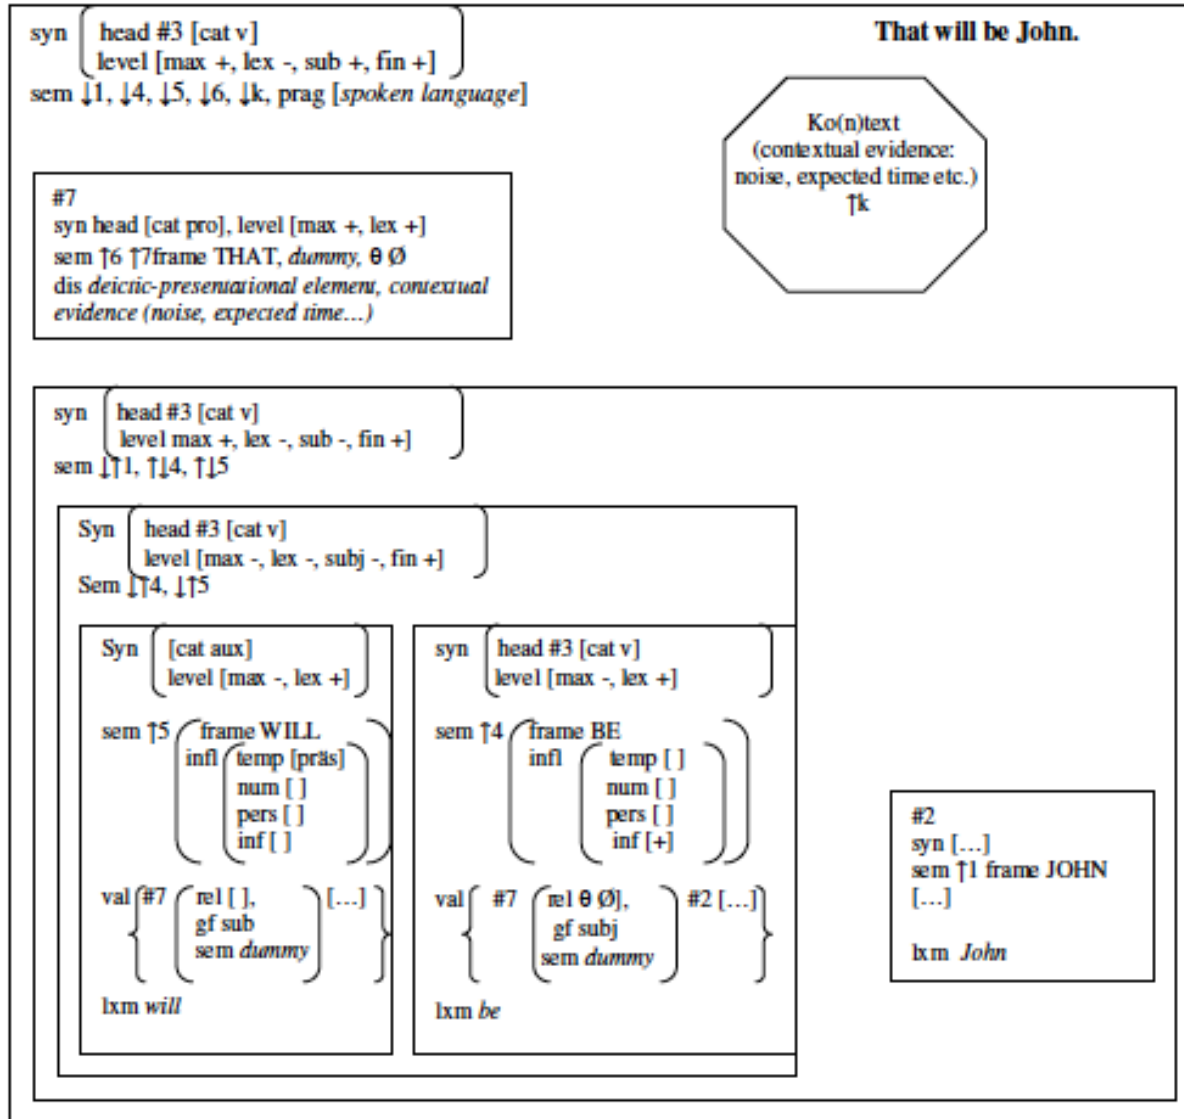 That will be John.
syn head #3 [cat v]
level [max +, lex -, sub +, fin +]
sem ↓1, ↓4, ↓5, ↓6, ↓k, prag [spoken language]
Ko(n)text
(contextual evidence:
noise, expected time etc.)
↑k
#7
syn head [cat pro], level [max +, lex +]
sem ↑6 ↑7frame THAT, dummy, θ Ø
dis deictic-presentational element, contextual
evidence (noise, expected time...)
syn head #3 [cat v]
level max +, lex -, sub -, fin +]
sem ↓↑1, ↑↓4, ↑↓5
Syn head #3 [cat v]
level [max -, lex -, subj -, fin +]
Sem ↓↑4, ↓↑5
Syn [cat aux]
level [max -, lex +]
sem ↑5 frame WILL
infl temp [präs]
num [ ]
pers [ ]
inf [ ]
val #7 rel [ ], [...]
gf sub
sem dummy
lxm will
syn head #3 [cat v]
level [max -, lex +]
sem ↑4 frame BE
infl temp [ ]
num [ ]
pers [ ]
inf [+]
val #7 rel θ Ø], #2 [...]
gf subj
sem dummy
lxm be
#2
syn [...]
sem ↑1 frame JOHN
[...]
lxm John